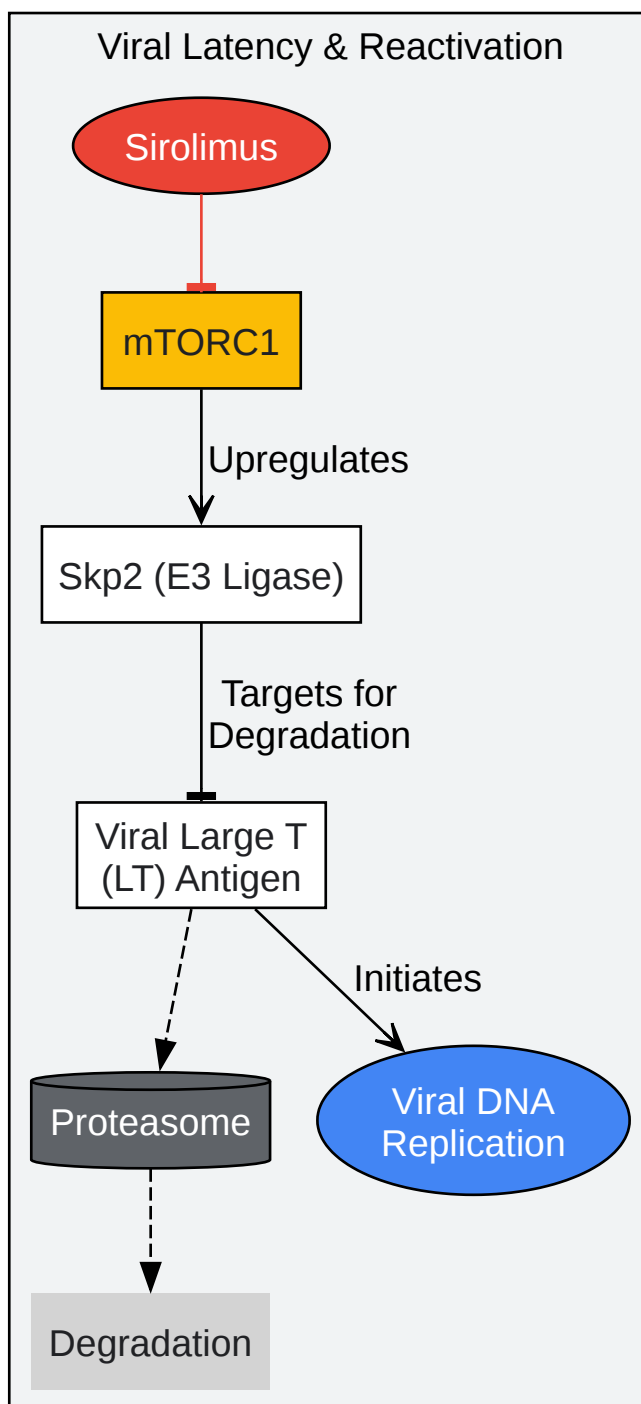 Viral Latency & Reactivation
Sirolimus
mTORC1
Upregulates
Skp2 (E3 Ligase)
Targets for
Degradation
Viral Large T
(LT) Antigen
Initiates
Proteasome
Viral DNA
Replication
Degradation